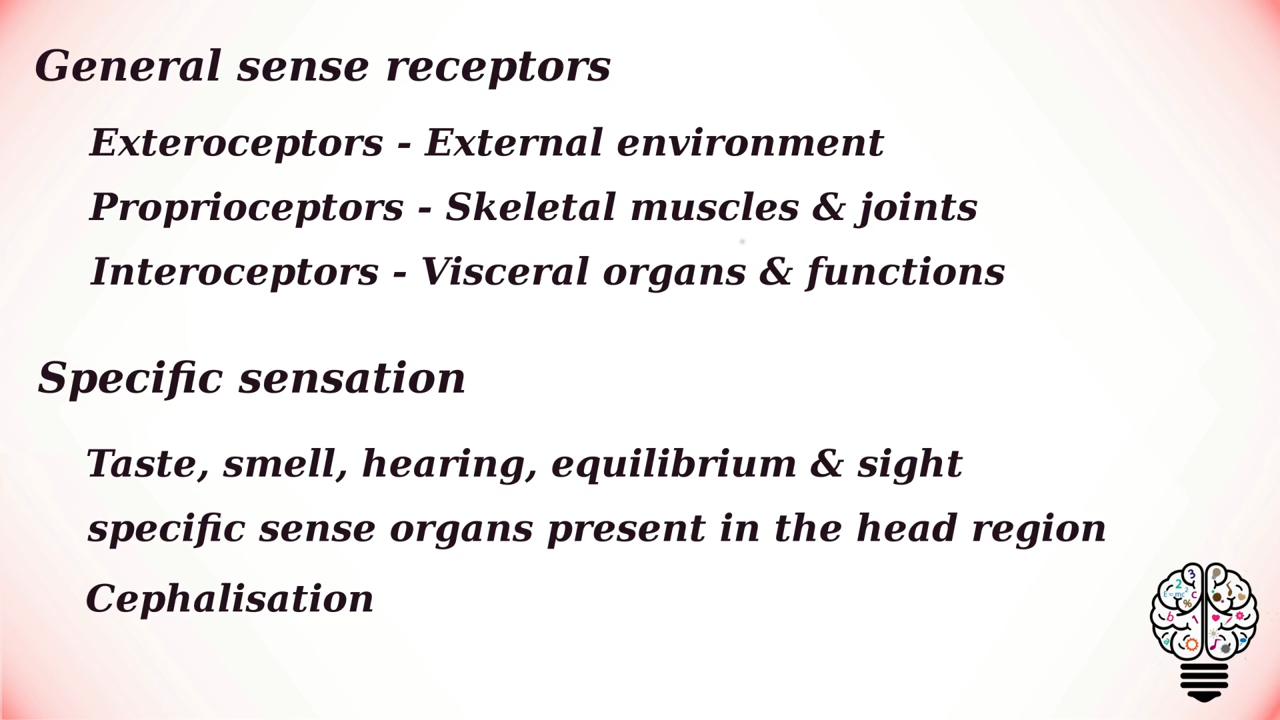 General sense receptors
Exteroceptors - External environment
Proprioceptors - Skeletal muscles & joints
Interoceptors - Visceral organs & functions
Specific sensation
Taste, smell, hearing, equilibrium & sight
specific sense organs present in the head region
Cephalisation